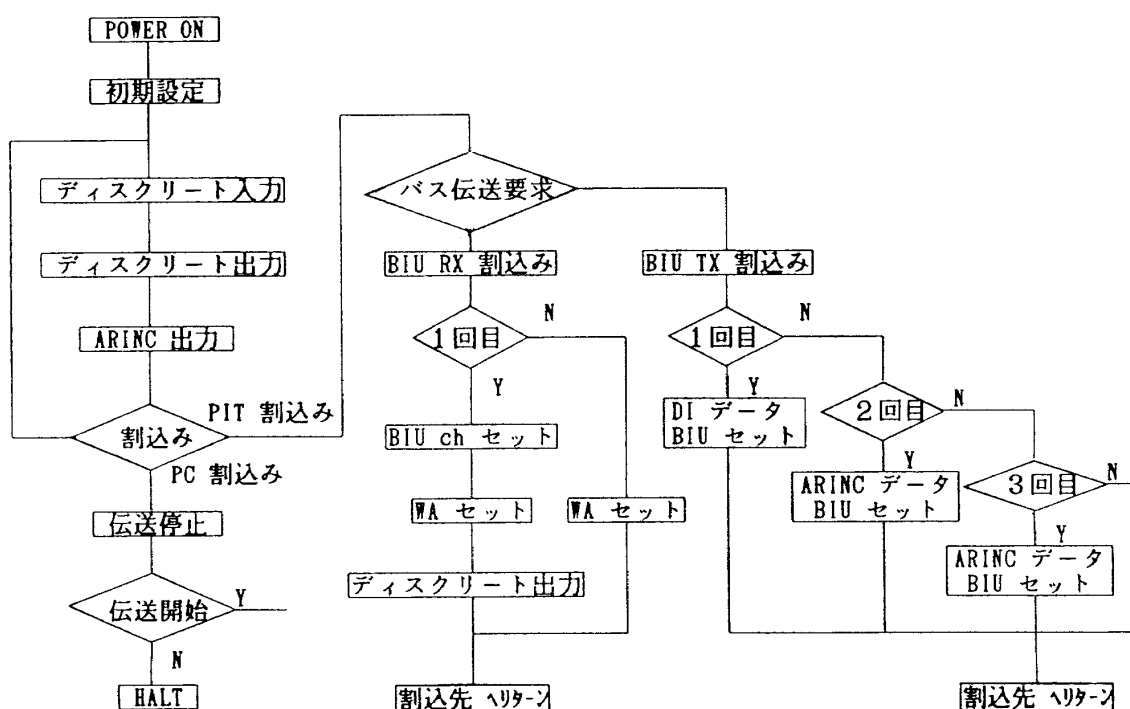 POWER ON
初期設定
ディスクリート入力
ディスクリート出力
ARINC 出力
割込み
PIT 割込み
PC 割込み
伝送停止
伝送開始
Y
N
HALT
バス伝送要求
BIU RX 割込み
1回目
N
Y
BIU ch セット
WA セット
WA セット
ディスクリート出力
割込先 ヘリターン
BIU TX 割込み
1回目
N
Y
DI データ
BIU セット
2回目
N
Y
ARINC データ
BIU セット
3回目
N
Y
ARINC データ
BIU セット
割込先 ヘリターン